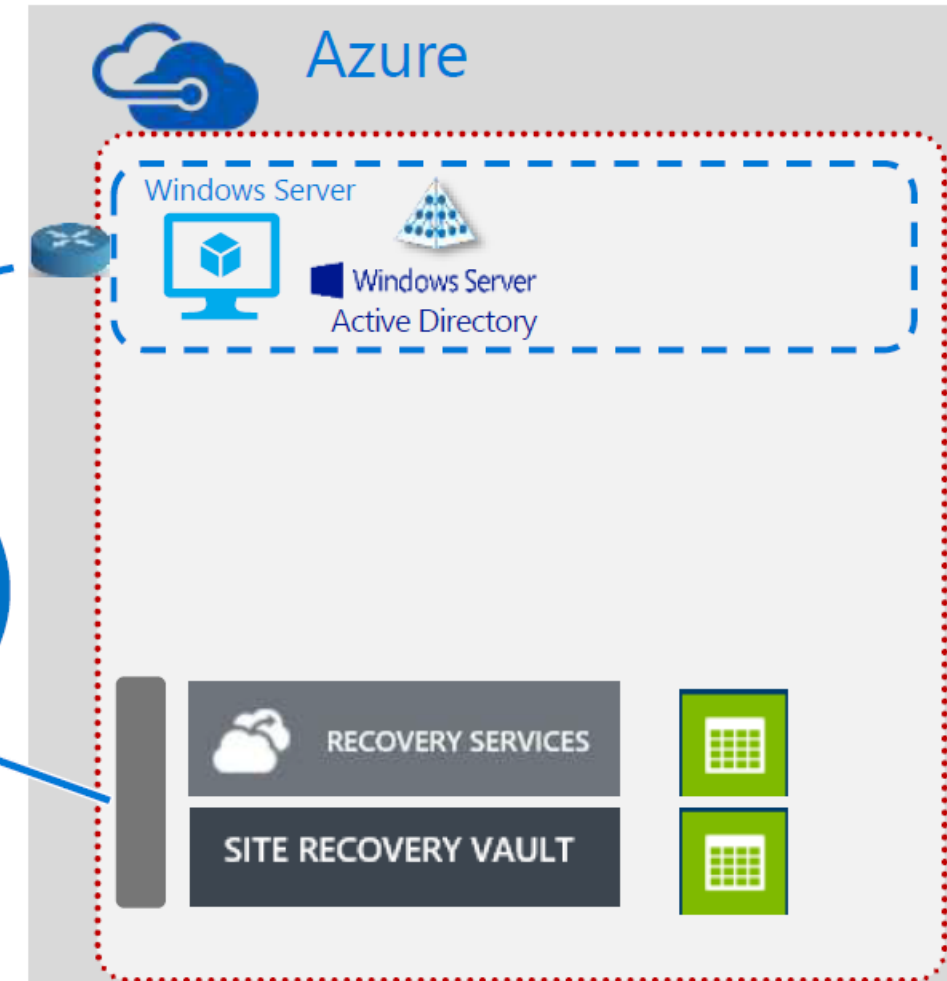 Azure
Windows Server
Windows Server
Active Directory
RECOVERY SERVICES
SITE RECOVERY VAULT